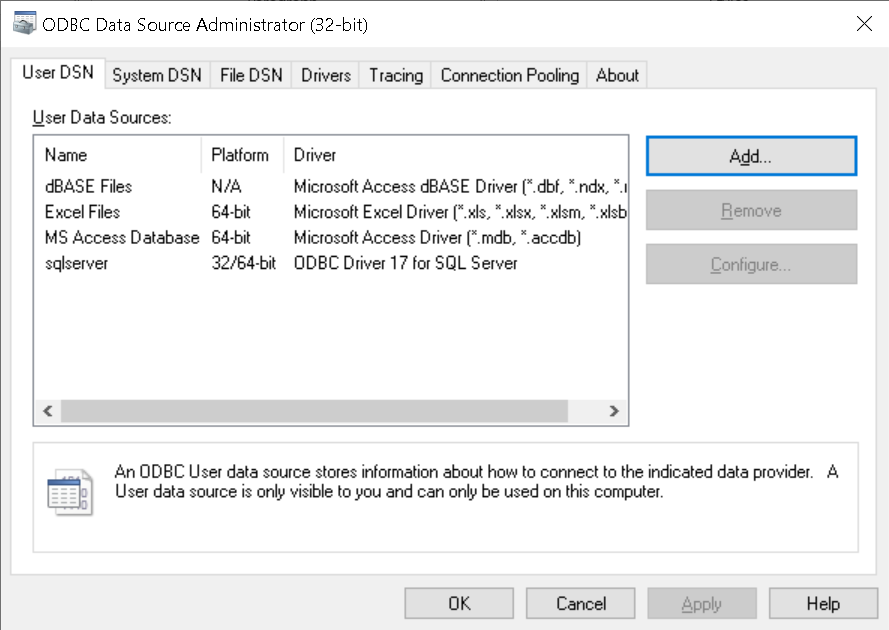 ODBC Data Source Administrator (32-bit)
User DSN System DSN File DSN Drivers Tracing Connection Pooling About
User Data Sources:
Name Platform Driver
dBASE Files N/A Microsoft Access dBASE Driver (*.dbf, *.ndx, *.
Excel Files 64-bit Microsoft Excel Driver (*.xls, *.xlsx, *.xlsm, *.xlsb
MS Access Database 64-bit Microsoft Access Driver (*.mdb, *.accdb)
sqlserver 32/64-bit ODBC Driver 17 for SQL Server
Add...
Remove
Configure...
An ODBC User data source stores information about how to connect to the indicated data provider. A
User data source is only visible to you and can only be used on this computer.
OK Cancel Apply Help